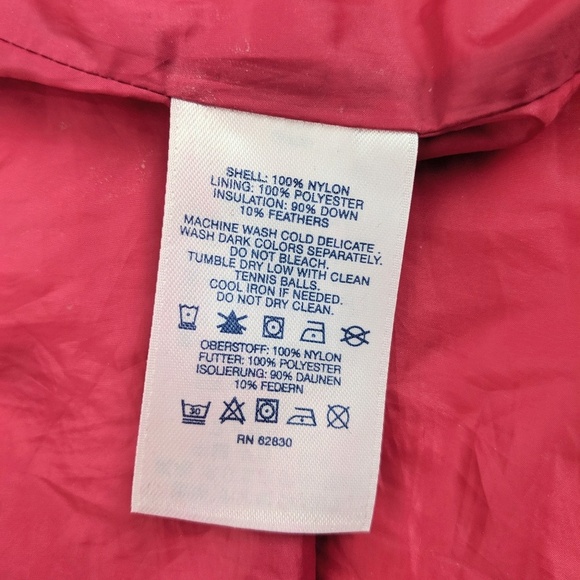 SHELL: 100% NYLON
LINING: 100% POLYESTER
INSULATION: 90% DOWN
10% FEATHERS
MACHINE WASH COLD DELICATE.
WASH DARK COLORS SEPARATELY.
DO NOT BLEACH.
TUMBLE DRY LOW WITH CLEAN
TENNIS BALLS.
COOL IRON IF NEEDED.
DO NOT DRY CLEAN.
OBERSTOFF: 100% NYLON
FUTTER: 100% POLYESTER
ISOLIERUNG: 90% DAUNEN
10% FEDERN
30
RN 62830